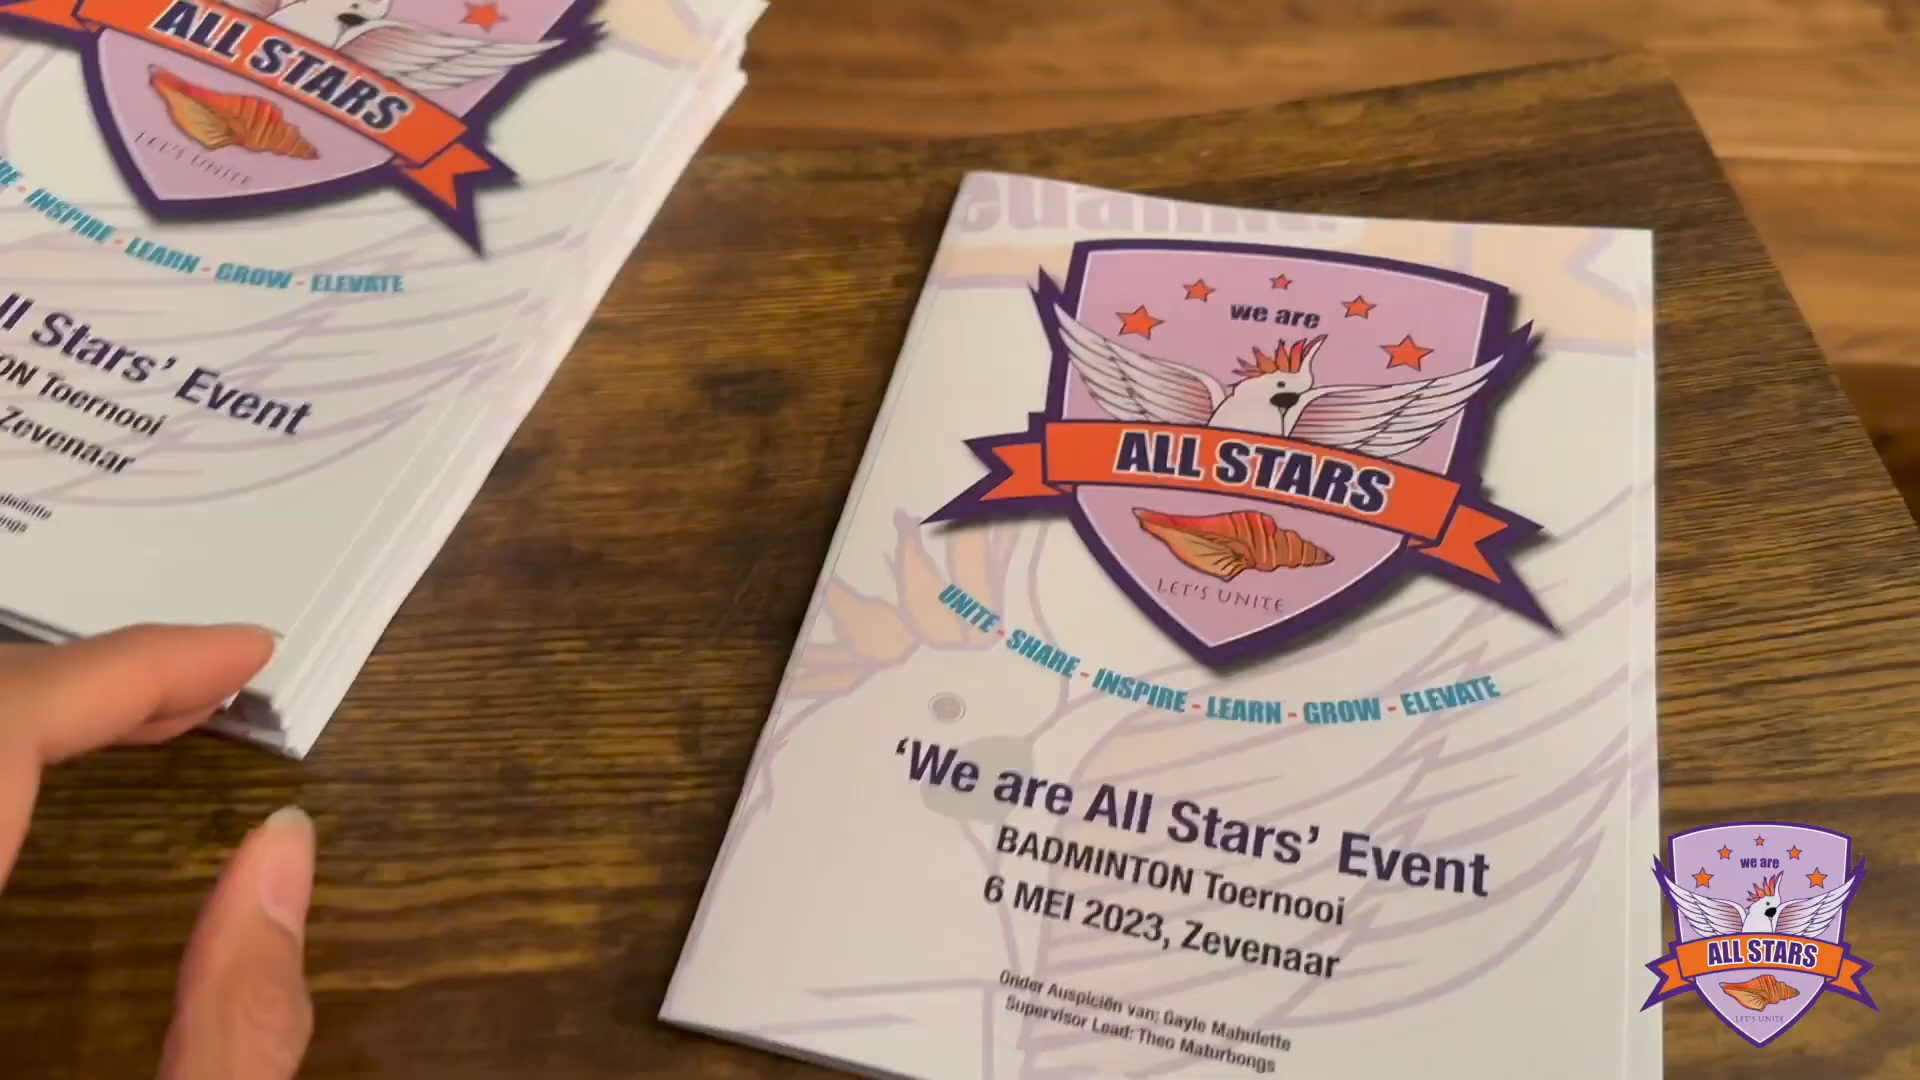 ALL STARS
LET'S UNITE
INSPIRE - LEARN - GROW - ELEVATE
ll Stars' Event
ON Toernooi
Zevenaar
we are
ALL STARS
LET'S UNITE
UNITE - SHARE - INSPIRE - LEARN - GROW - ELEVATE
'We are All Stars' Event
BADMINTON Toernooi
6 MEI 2023, Zevenaar
Onder Auspiciën van: Gayle Mahulette
Supervisor Lead: Theo Maturbongs
we are
ALL STARS
LET'S UNITE